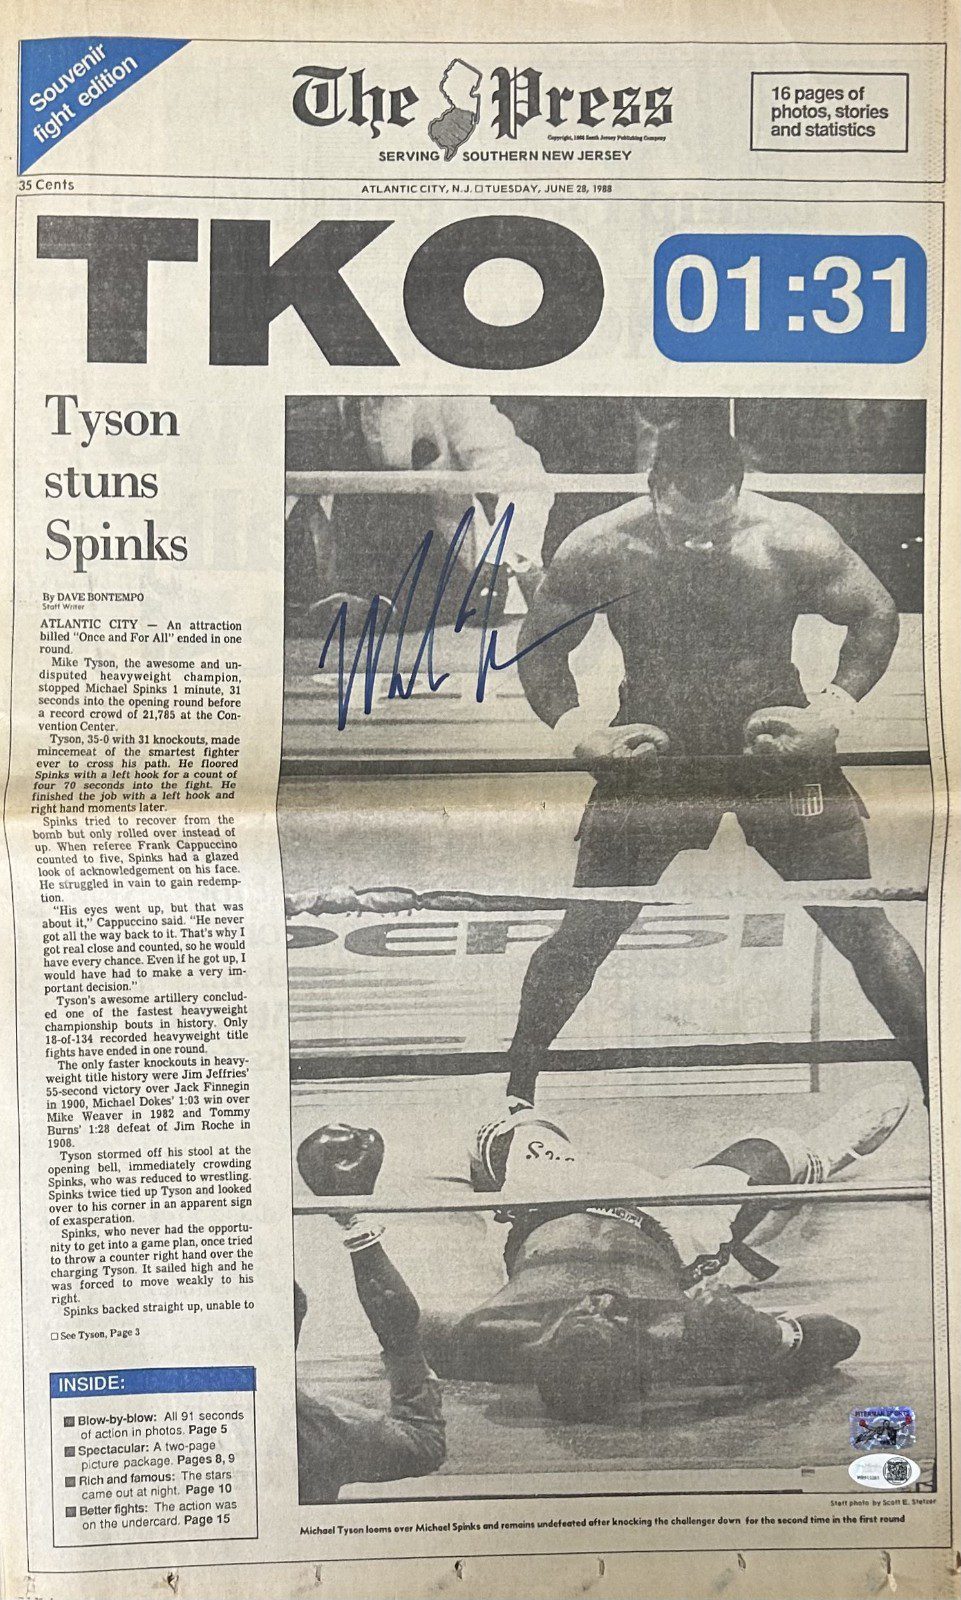 Souvenir
fight edition
The Press
Copyright, 1988 South Jersey Publishing Company
SERVING SOUTHERN NEW JERSEY
16 pages of
photos, stories
and statistics
35 Cents
ATLANTIC CITY, N.J. □ TUESDAY, JUNE 28, 1988
TKO
01:31
Tyson
stuns
Spinks
By DAVE BONTEMPO
Staff Writer
ATLANTIC CITY — An attraction
billed "Once and For All" ended in one
round.
Mike Tyson, the awesome and un-
disputed heavyweight champion,
stopped Michael Spinks 1 minute, 31
seconds into the opening round before
a record crowd of 21,785 at the Con-
vention Center.
Tyson, 35-0 with 31 knockouts, made
mincemeat of the smartest fighter
ever to cross his path. He floored
Spinks with a left hook for a count of
four 70 seconds into the fight. He
finished the job with a left hook and
right hand moments later.
Spinks tried to recover from the
bomb but only rolled over instead of
up. When referee Frank Cappuccino
counted to five, Spinks had a glazed
look of acknowledgement on his face.
He struggled in vain to gain redemp-
tion.
"His eyes went up, but that was
about it," Cappuccino said. "He never
got all the way back to it. That's why I
got real close and counted, so he would
have every chance. Even if he got up, I
would have had to make a very im-
portant decision."
Tyson's awesome artillery conclud-
ed one of the fastest heavyweight
championship bouts in history. Only
18-of-134 recorded heavyweight title
fights have ended in one round.
The only faster knockouts in heavy-
weight title history were Jim Jeffries'
55-second victory over Jack Finnegin
in 1900, Michael Dokes' 1:03 win over
Mike Weaver in 1982 and Tommy
Burns' 1:28 defeat of Jim Roche in
1908.
Tyson stormed off his stool at the
opening bell, immediately crowding
Spinks, who was reduced to wrestling.
Spinks twice tied up Tyson and looked
over to his corner in an apparent sign
of exasperation.
Spinks, who never had the opportu-
nity to get into a game plan, once tried
to throw a counter right hand over the
charging Tyson. It sailed high and he
was forced to move weakly to his
right.
Spinks backed straight up, unable to
□ See Tyson, Page 3
INSIDE:
Blow-by-blow: All 91 seconds
of action in photos. Page 5
Spectacular: A two-page
picture package. Pages 8, 9
Rich and famous: The stars
came out at night. Page 10
Better fights: The action was
on the undercard. Page 15
PEPSI
FITERMAN SPORTS
Staff photo by Scott E. Stetzer
Michael Tyson looms over Michael Spinks and remains undefeated after knocking the challenger down for the second time in the first round